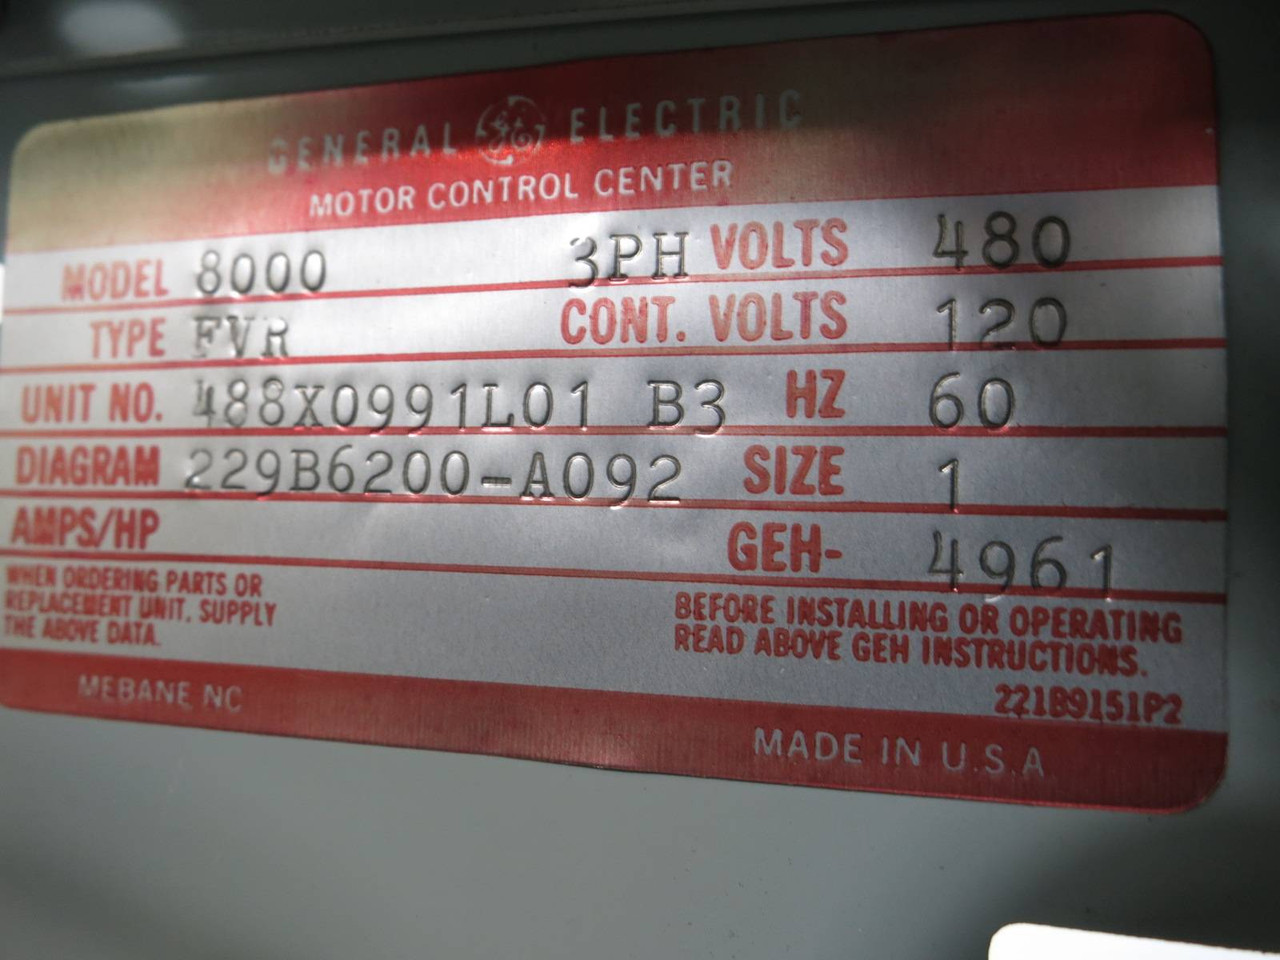 GENERAL GE ELECTRIC
MOTOR CONTROL CENTER
MODEL 8000 3PH VOLTS 480
TYPE FVR CONT. VOLTS 120
UNIT NO. 488X0991L01 B3 HZ 60
DIAGRAM 229B6200-A092 SIZE 1
AMPS/HP GEH- 4961
WHEN ORDERING PARTS OR
REPLACEMENT UNIT. SUPPLY
THE ABOVE DATA.
BEFORE INSTALLING OR OPERATING
READ ABOVE GEH INSTRUCTIONS.
221B9151P2
MEBANE NC
MADE IN U.S.A